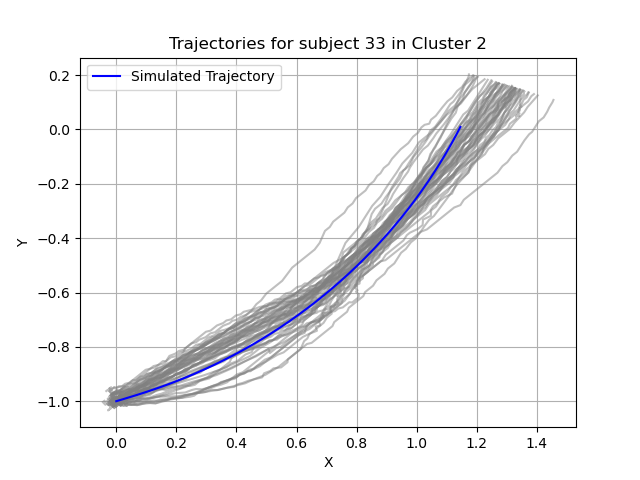 Trajectories for subject 33 in Cluster 2
Simulated Trajectory
0.2
0.0
−0.2
−0.4
−0.6
−0.8
−1.0
Y
0.0 0.2 0.4 0.6 0.8 1.0 1.2 1.4
X